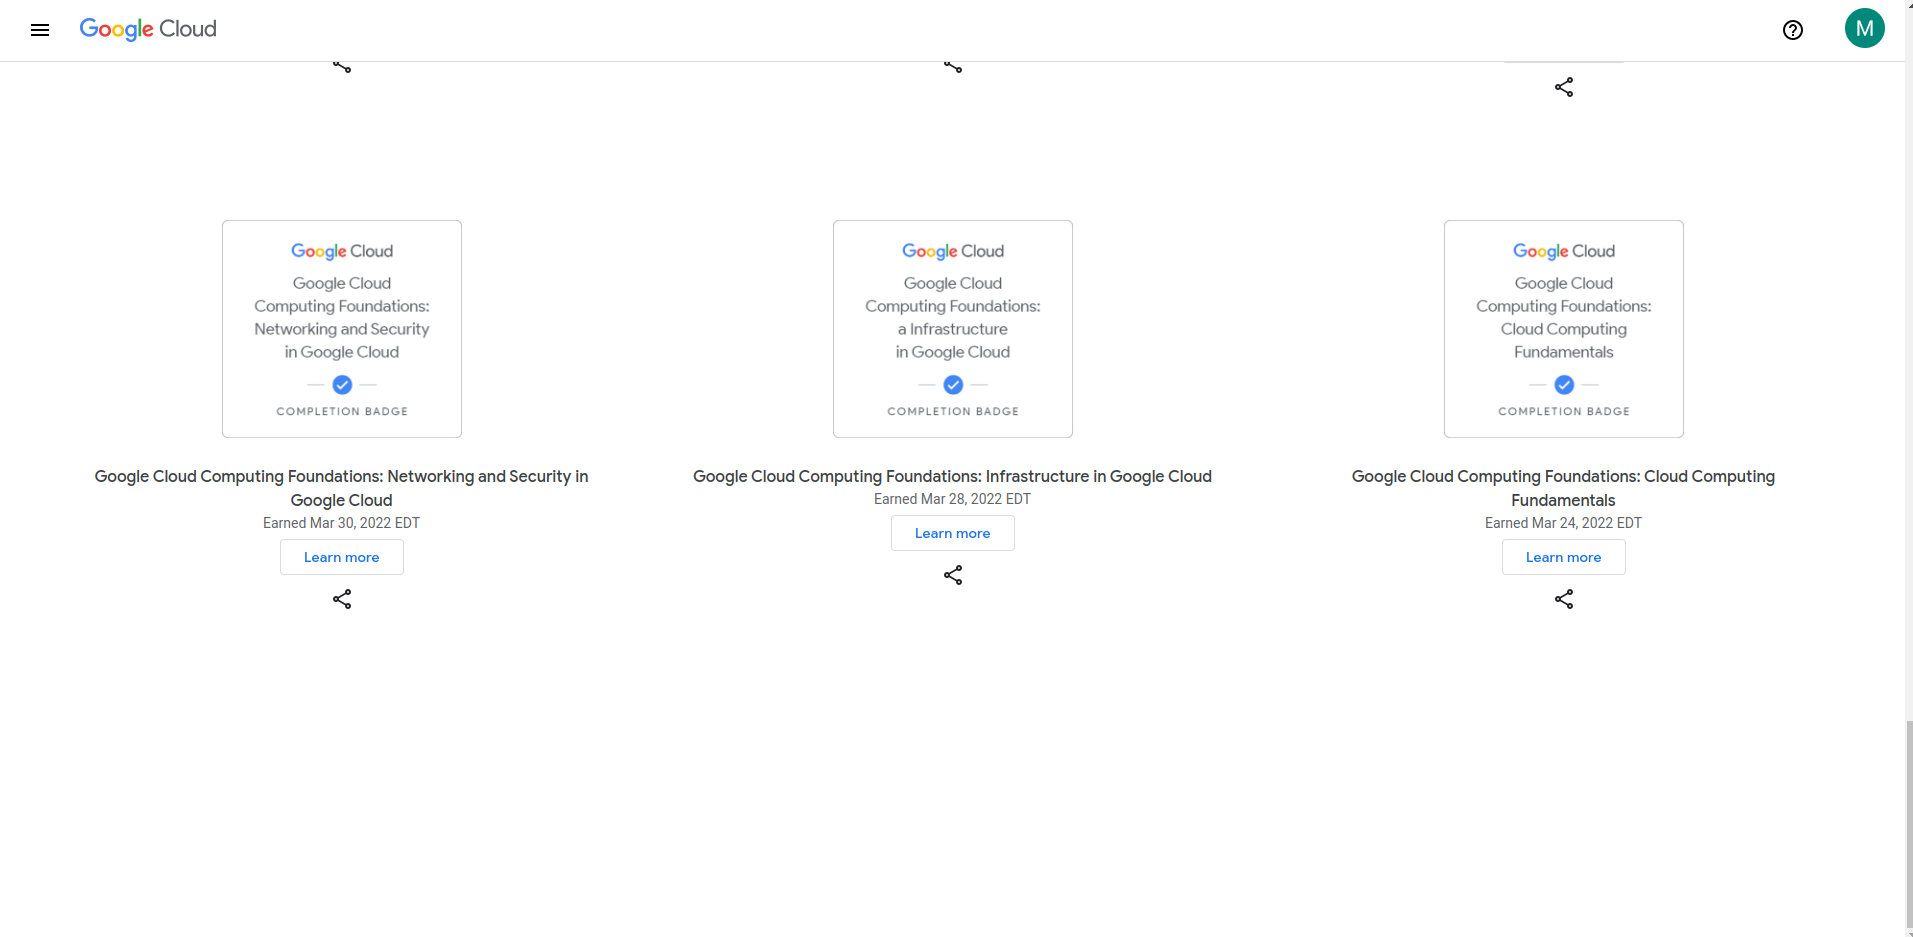 Google Cloud
M
Google Cloud
Google Cloud
Computing Foundations:
Networking and Security
in Google Cloud
COMPLETION BADGE
Google Cloud Computing Foundations: Networking and Security in
Google Cloud
Earned Mar 30, 2022 EDT
Learn more
Google Cloud
Google Cloud
Computing Foundations:
a Infrastructure
in Google Cloud
COMPLETION BADGE
Google Cloud Computing Foundations: Infrastructure in Google Cloud
Earned Mar 28, 2022 EDT
Learn more
Google Cloud
Google Cloud
Computing Foundations:
Cloud Computing
Fundamentals
COMPLETION BADGE
Google Cloud Computing Foundations: Cloud Computing
Fundamentals
Earned Mar 24, 2022 EDT
Learn more